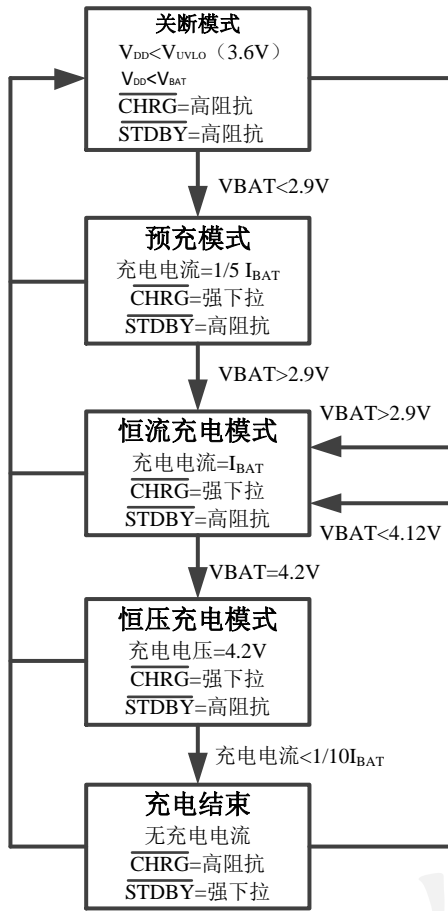 关断模式
VDD<VUVLO（3.6V）
VDD<VBAT
CHRG=高阻抗
STDBY=高阻抗
VBAT<2.9V
预充模式
充电电流=1/5 IBAT
CHRG=强下拉
STDBY=高阻抗
VBAT>2.9V
恒流充电模式
充电电流=IBAT
CHRG=强下拉
STDBY=高阻抗
VBAT>2.9V
VBAT<4.12V
VBAT=4.2V
恒压充电模式
充电电压=4.2V
CHRG=强下拉
STDBY=高阻抗
充电电流<1/10IBAT
充电结束
无充电电流
CHRG=高阻抗
STDBY=强下拉